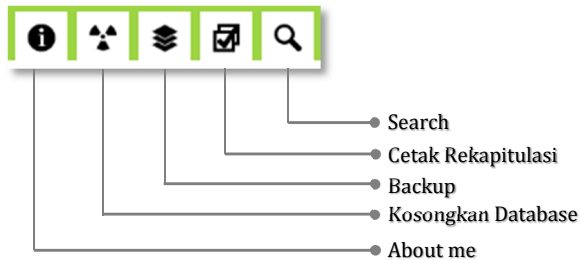 Search
Cetak Rekapitulasi
Backup
Kosongkan Database
About me